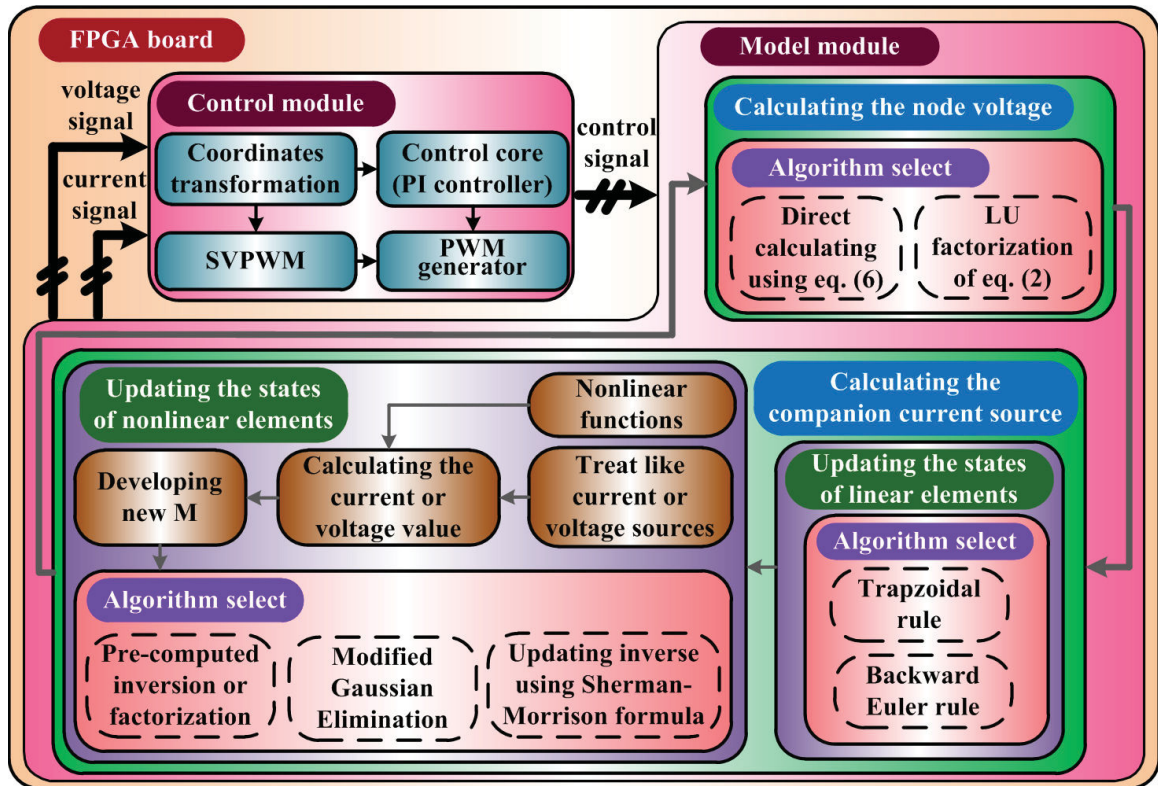 FPGA board
voltage
signal
current
signal
Control module
Coordinates
transformation
Control core
(PI controller)
SVPWM
PWM
generator
control
signal
Model module
Calculating the node voltage
Algorithm select
Direct
calculating
using eq. (6)
LU
factorization
of eq. (2)
Updating the states
of nonlinear elements
Nonlinear
functions
Developing
new M
Calculating the
current or
voltage value
Treat like
current or
voltage sources
Algorithm select
Pre-computed
inversion or
factorization
Modified
Gaussian
Elimination
Updating inverse
using Sherman-
Morrison formula
Calculating the
companion current source
Updating the states
of linear elements
Algorithm select
Trapzoidal
rule
Backward
Euler rule